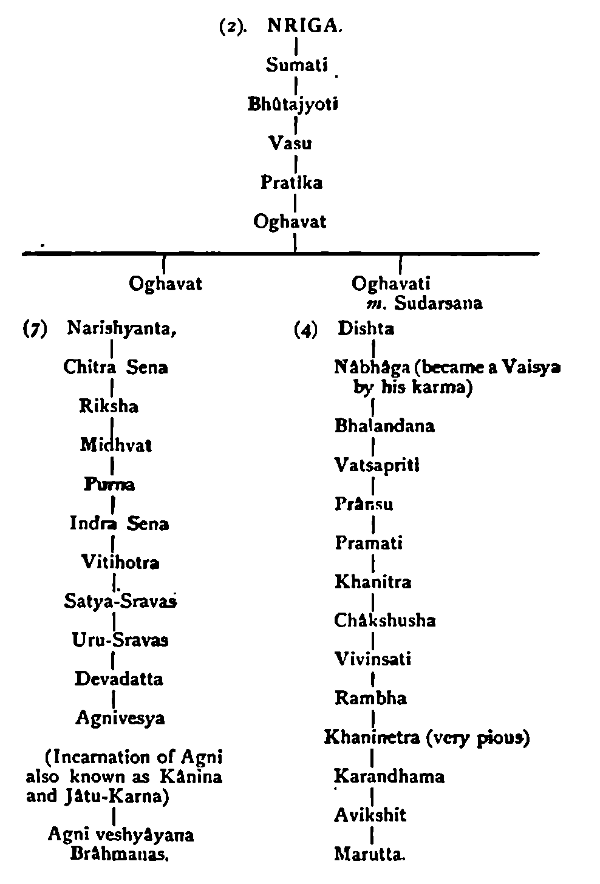 (2). NRIGA.
Sumati
Bhûtajyoti
Vasu
Pratika
Oghavat
Oghavat
Oghavati
m. Sudarsana
(7) Narishyanta,
Chitra Sena
Riksha
Midhvat
Purna
Indra Sena
Vitihotra
Satya-Sravas
Uru-Sravas
Devadatta
Agnivesya
(Incarnation of Agni
also known as Kânina
and Jâtu-Karna)
Agni veshyâyana
Brâhmanas.
(4) Dishta
Nâbhâga (became a Vaisya
by his karma)
Bhalandana
Vatsapriti
Prânsu
Pramati
Khanitra
Châkshusha
Vivinsati
Rambha
Khaninetra (very pious)
Karandhama
Avikshit
Marutta.